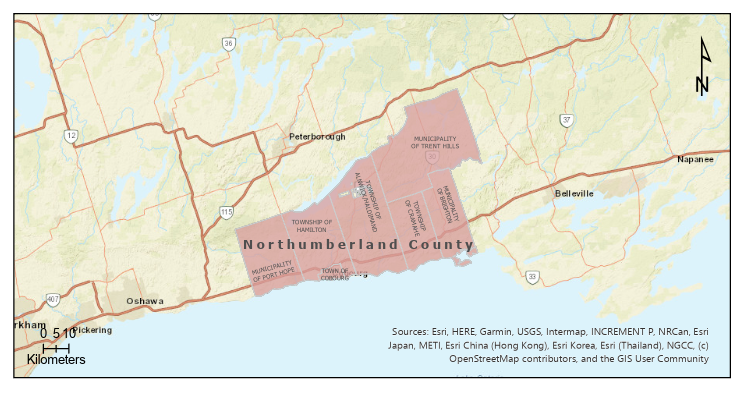 36
N
12
37
Peterborough
MUNICIPALITY
OF TRENT HILLS
Napanee
TOWNSHIP OF
ALNWICK/HALDIMAND
MUNICIPALITY
OF BRIGHTON
Belleville
TOWNSHIP
OF CRAMAHE
115
TOWNSHIP OF
HAMILTON
Northumberland County
MUNICIPALITY
OF PORT HOPE
TOWN OF
COBOURG
33
407
Oshawa
rkham
Pickering
0 5 10
Kilometers
Sources: Esri, HERE, Garmin, USGS, Intermap, INCREMENT P, NRCan, Esri
Japan, METI, Esri China (Hong Kong), Esri Korea, Esri (Thailand), NGCC, (c)
OpenStreetMap contributors, and the GIS User Community